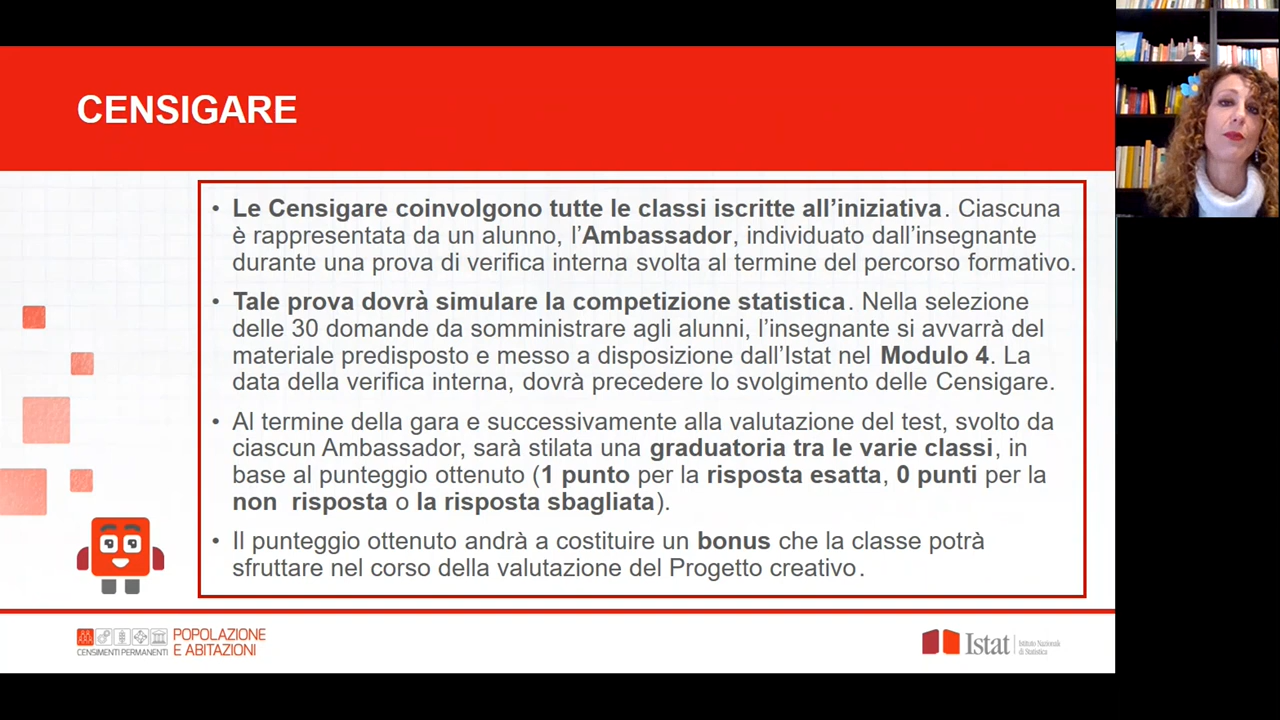 CENSIGARE
• Le Censigare coinvolgono tutte le classi iscritte all’iniziativa. Ciascuna
è rappresentata da un alunno, l’Ambassador, individuato dall’insegnante
durante una prova di verifica interna svolta al termine del percorso formativo.
• Tale prova dovrà simulare la competizione statistica. Nella selezione
delle 30 domande da somministrare agli alunni, l’insegnante si avvarrà del
materiale predisposto e messo a disposizione dall’Istat nel Modulo 4. La
data della verifica interna, dovrà precedere lo svolgimento delle Censigare.
• Al termine della gara e successivamente alla valutazione del test, svolto da
ciascun Ambassador, sarà stilata una graduatoria tra le varie classi, in
base al punteggio ottenuto (1 punto per la risposta esatta, 0 punti per la
non risposta o la risposta sbagliata).
• Il punteggio ottenuto andrà a costituire un bonus che la classe potrà
sfruttare nel corso della valutazione del Progetto creativo.
CENSIMENTI PERMANENTI
POPOLAZIONE
E ABITAZIONI
Istat
Istituto Nazionale
di Statistica